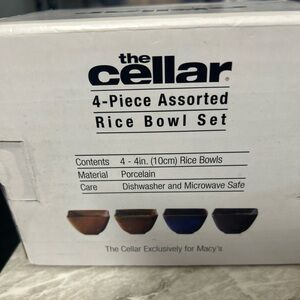 the
cellar®
4-Piece Assorted
Rice Bowl Set
Contents 4 - 4in. (10cm) Rice Bowls
Material Porcelain
Care Dishwasher and Microwave Safe
The Cellar Exclusively for Macy's